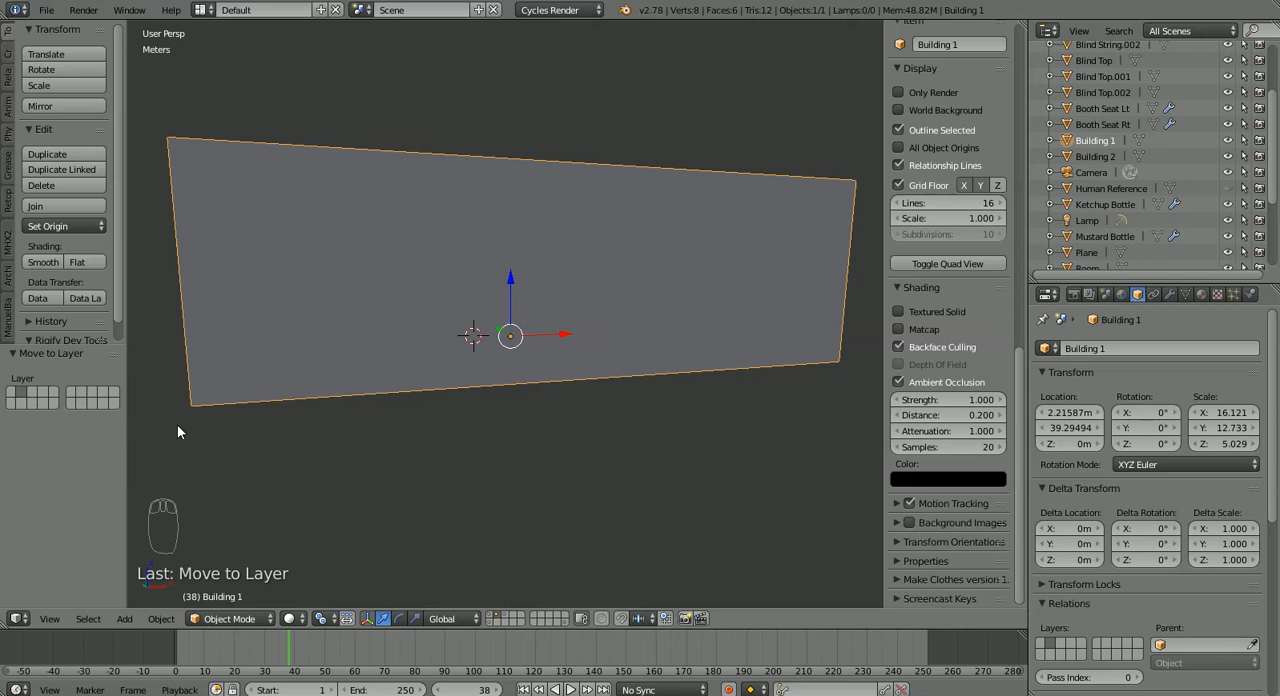 File Render Window Help Default Scene Cycles Render v2.78 | Verts:8 | Faces:6 | Tris:12 | Objects:1/1 | Lamps:0/0 | Mem:48.82M | Building 1
Transform
Translate
Rotate
Scale
Mirror
Edit
Duplicate
Duplicate Linked
Delete
Join
Set Origin
Shading:
Smooth Flat
Data Transfer:
Data Data La
History
Rigify Dev Tools
Move to Layer
Layer
To
Cr
Rela
Anim
Phy
Grease
Retop
MHX2
Archi
ManuelBa
User Persp
Meters
Last: Move to Layer
(38) Building 1
View Select Add Object Object Mode Global
Item
Building 1
Display
Only Render
World Background
Outline Selected
All Object Origins
Relationship Lines
Grid Floor X Y Z
Lines: 16
Scale: 1.000
Subdivisions: 10
Toggle Quad View
Shading
Textured Solid
Matcap
Backface Culling
Depth Of Field
Ambient Occlusion
Strength: 1.000
Distance: 0.200
Attenuation: 1.000
Samples: 20
Color:
Motion Tracking
Background Images
Transform Orientations
Properties
Make Clothes version 1.
Screencast Keys
View Search All Scenes
Blind String.002
Blind Top
Blind Top.001
Blind Top.002
Booth Seat Lt
Booth Seat Rt
Building 1
Building 2
Camera
Human Reference
Ketchup Bottle
Lamp
Mustard Bottle
Plane
Room
Building 1
Building 1
Transform
Location: Rotation: Scale:
2.21587m X: 0° X: 16.121
39.29494 Y: 0° Y: 12.733
Z: 0m Z: 0° Z: 5.029
Rotation Mode: XYZ Euler
Delta Transform
Delta Location: Delta Rotation: Delta Scale:
X: 0m X: 0° X: 1.000
Y: 0m Y: 0° Y: 1.000
Z: 0m Z: 0° Z: 1.000
Transform Locks
Relations
Layers: Parent:
Object
Pass Index: 0
-50 -40 -30 -20 -10 0 10 20 30 40 50 60 70 80 90 100 110 120 130 140 150 160 170 180 190 200 210 220 230 240 250 260 270 280
View Marker Frame Playback Start: 1 End: 250 38 No Sync